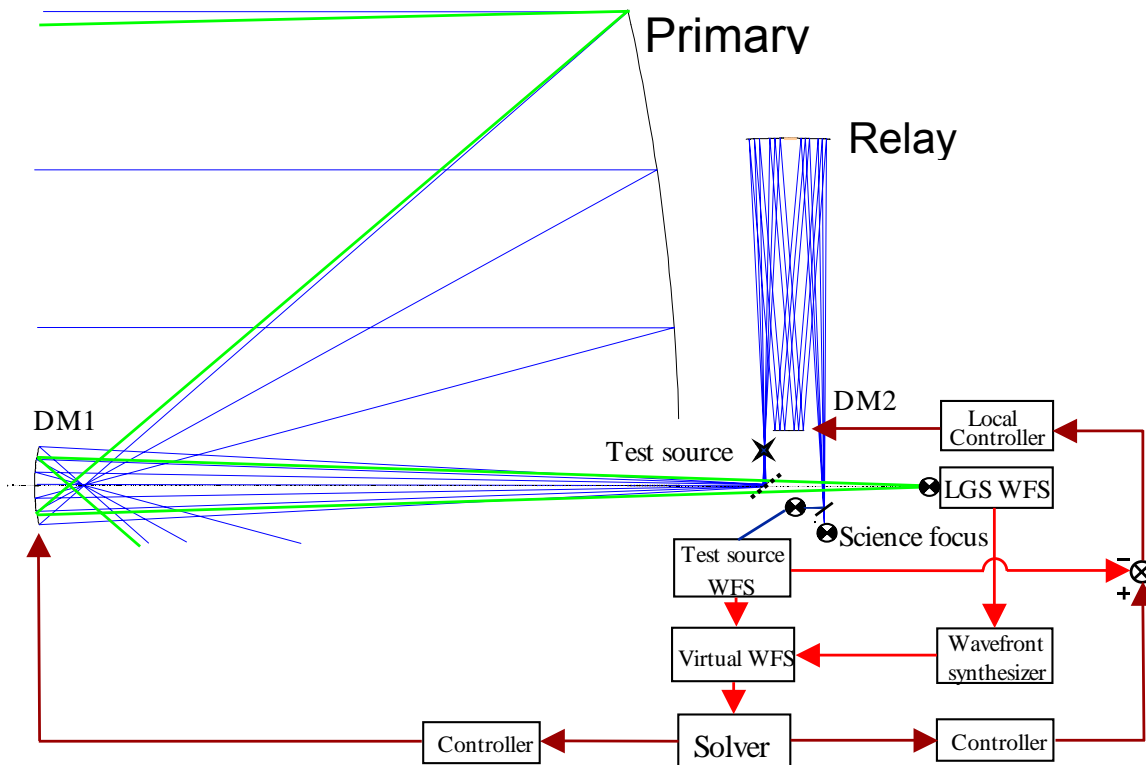 Primary
Relay
DM1
DM2
Test source
Local
Controller
LGS WFS
Science focus
Test source
WFS
−
+
Virtual WFS
Wavefront
synthesizer
Controller
Solver
Controller